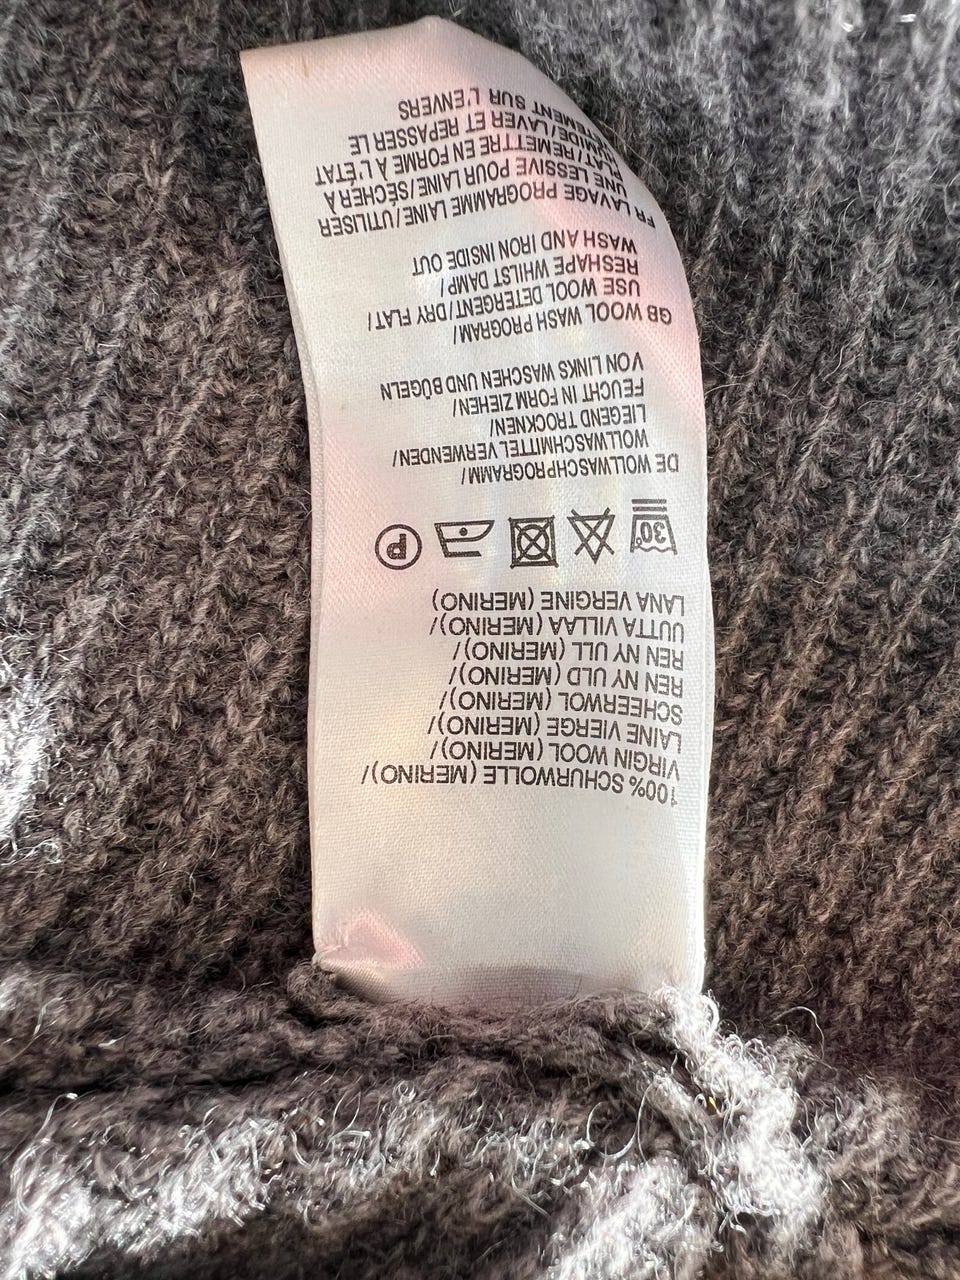 100% SCHURWOLLE (MERINO)/
VIRGIN WOOL (MERINO)/
LAINE VIERGE (MERINO)/
SCHEERWOL (MERINO)/
REN NY ULD (MERINO)/
REN NY ULL (MERINO)/
UUTTA VILLAA (MERINO)/
LANA VERGINE (MERINO)
30° P
DE WOLLWASCHPROGRAMM/
WOLLWASCHMITTEL VERWENDEN/
LIEGEND TROCKNEN/
FEUCHT IN FORM ZIEHEN/
VON LINKS WASCHEN UND BÜGELN
GB WOOL WASH PROGRAM/
USE WOOL DETERGENT/DRY FLAT/
RESHAPE WHILST DAMP/
WASH AND IRON INSIDE OUT
FR LAVAGE PROGRAMME LAINE/UTILISER
UNE LESSIVE POUR LAINE/SÉCHER À
PLAT/REMETTRE EN FORME À L'ÉTAT
HUMIDE/LAVER ET REPASSER LE
VÊTEMENT SUR L'ENVERS